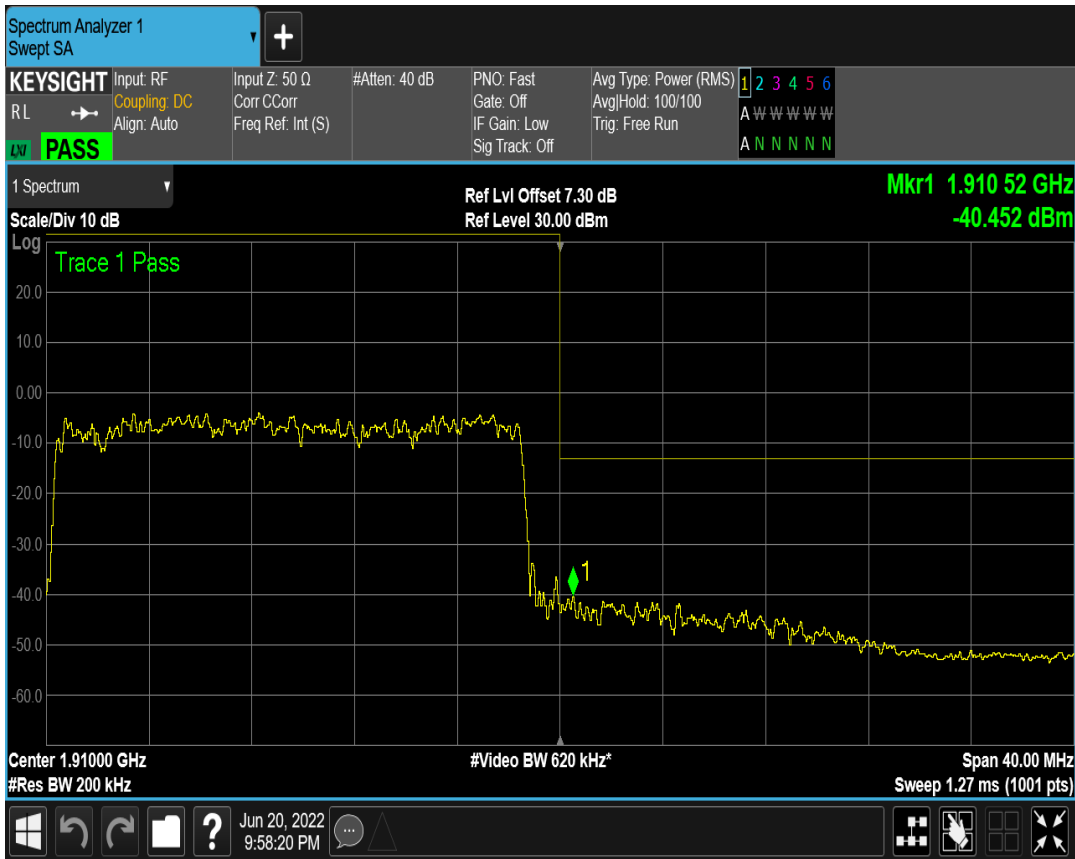 Spectrum Analyzer 1
Swept SA
+
KEYSIGHT
RL
LXI PASS
Input: RF
Coupling: DC
Align: Auto
Input Z: 50 Ω
Corr CCorr
Freq Ref: Int (S)
#Atten: 40 dB
PNO: Fast
Gate: Off
IF Gain: Low
Sig Track: Off
Avg Type: Power (RMS)
Avg|Hold: 100/100
Trig: Free Run
1 2 3 4 5 6
A W W W W W
A N N N N N
1 Spectrum
Scale/Div 10 dB
Ref Lvl Offset 7.30 dB
Ref Level 30.00 dBm
Mkr1 1.910 52 GHz
-40.452 dBm
Log
Trace 1 Pass
20.0
10.0
0.00
-10.0
-20.0
-30.0
-40.0
-50.0
-60.0
1
Center 1.91000 GHz
#Res BW 200 kHz
#Video BW 620 kHz*
Span 40.00 MHz
Sweep 1.27 ms (1001 pts)
?
Jun 20, 2022
9:58:20 PM